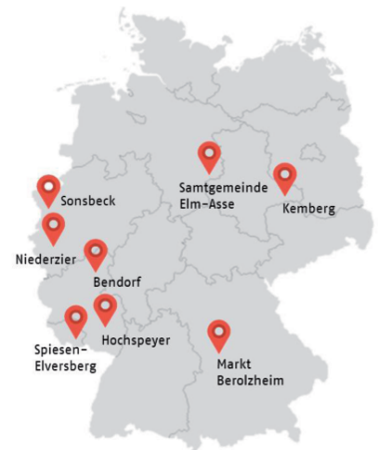 Samtgemeinde
Elm-Asse
Kemberg
Sonsbeck
Niederzier
Bendorf
Hochspeyer
Spiesen-
Elversberg
Markt
Berolzheim